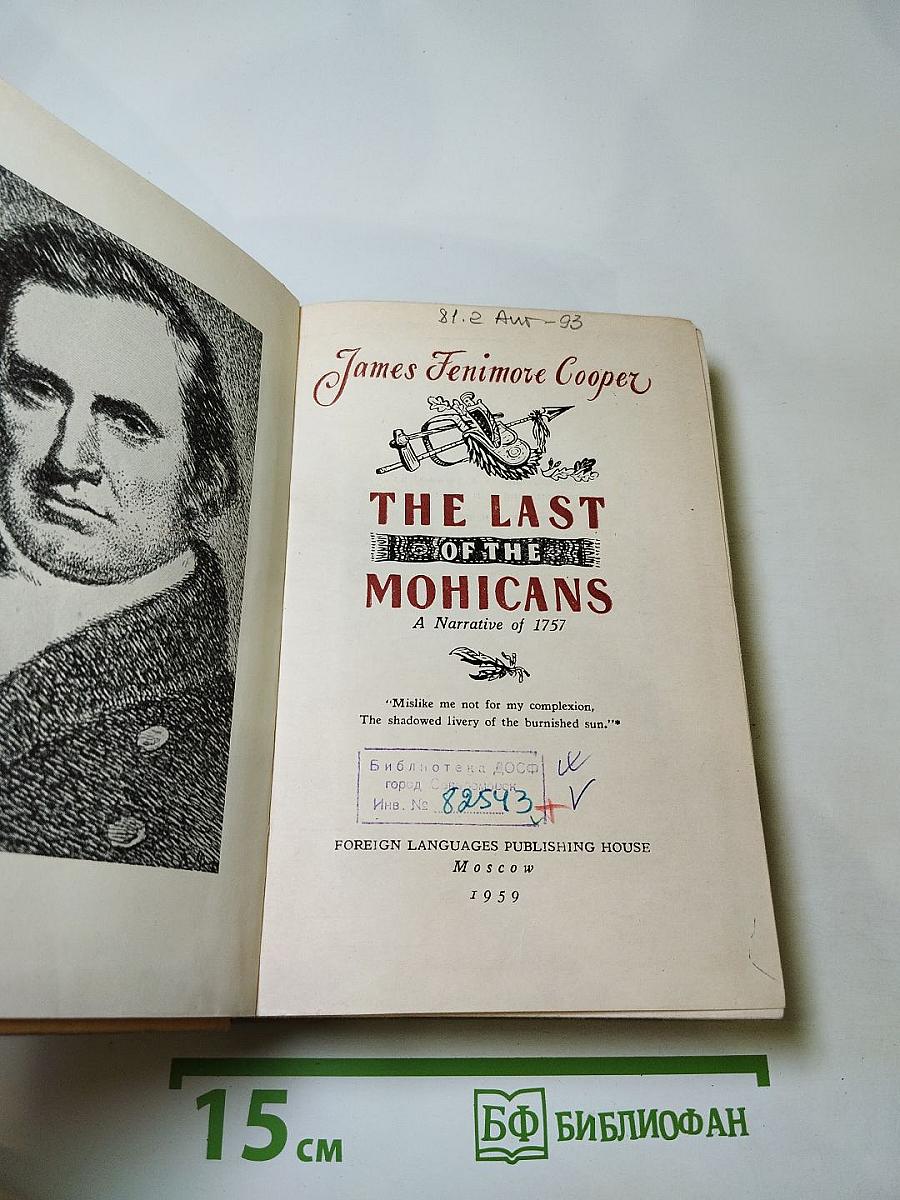 81.2 Анг-93
James Fenimore Cooper
THE LAST
OF THE
MOHICANS
A Narrative of 1757
“Mislike me not for my complexion,
The shadowed livery of the burnished sun.”*
Библиотека ДОСФ
город Североморск
Инв. № 82543
FOREIGN LANGUAGES PUBLISHING HOUSE
Moscow
1959
15 см
БФ БИБЛИОФАН